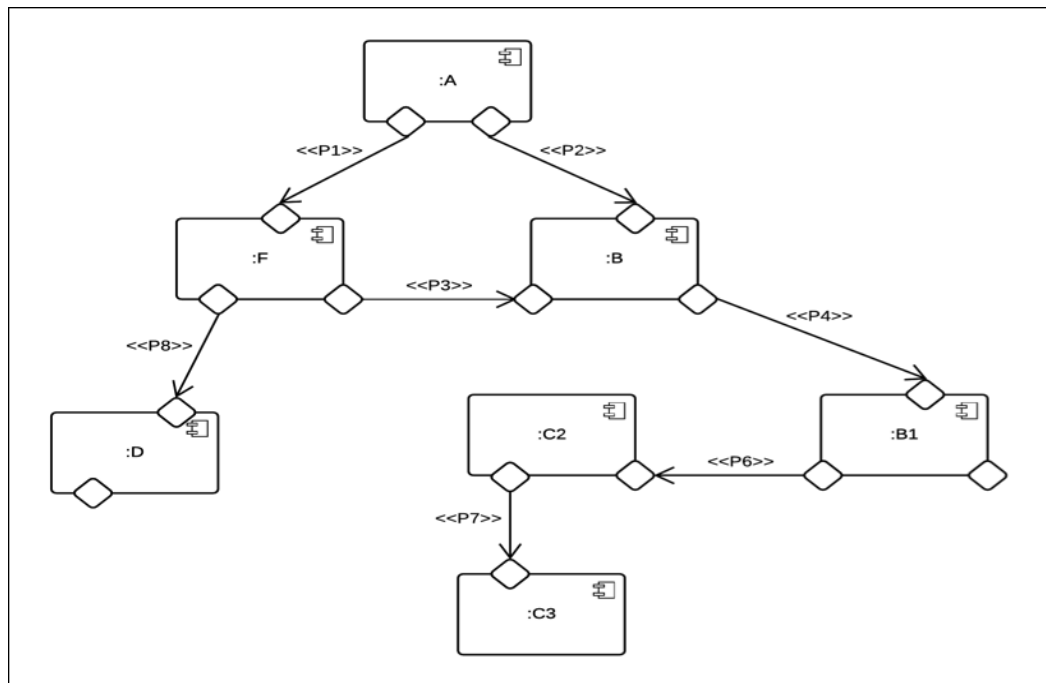 :A
<<P1>>
<<P2>>
:F
:B
<<P3>>
<<P4>>
<<P8>>
:D
:C2
:B1
<<P6>>
<<P7>>
:C3